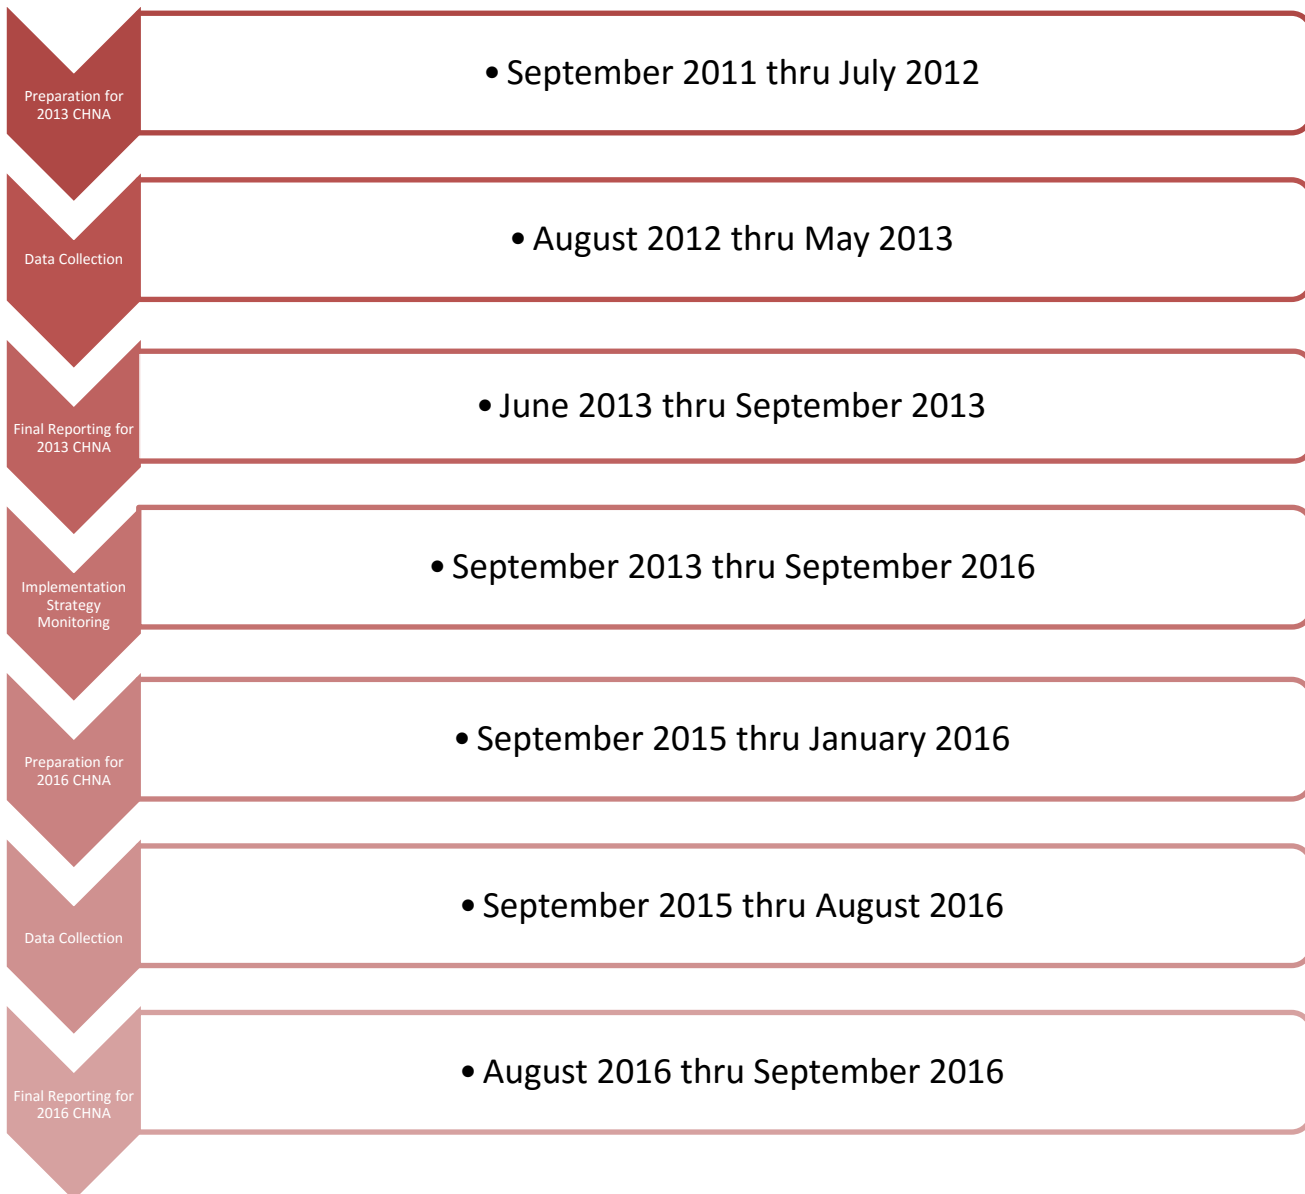 Preparation for
2013 CHNA
• September 2011 thru July 2012
Data Collection
• August 2012 thru May 2013
Final Reporting for
2013 CHNA
• June 2013 thru September 2013
Implementation
Strategy
Monitoring
• September 2013 thru September 2016
Preparation for
2016 CHNA
• September 2015 thru January 2016
Data Collection
• September 2015 thru August 2016
Final Reporting for
2016 CHNA
• August 2016 thru September 2016